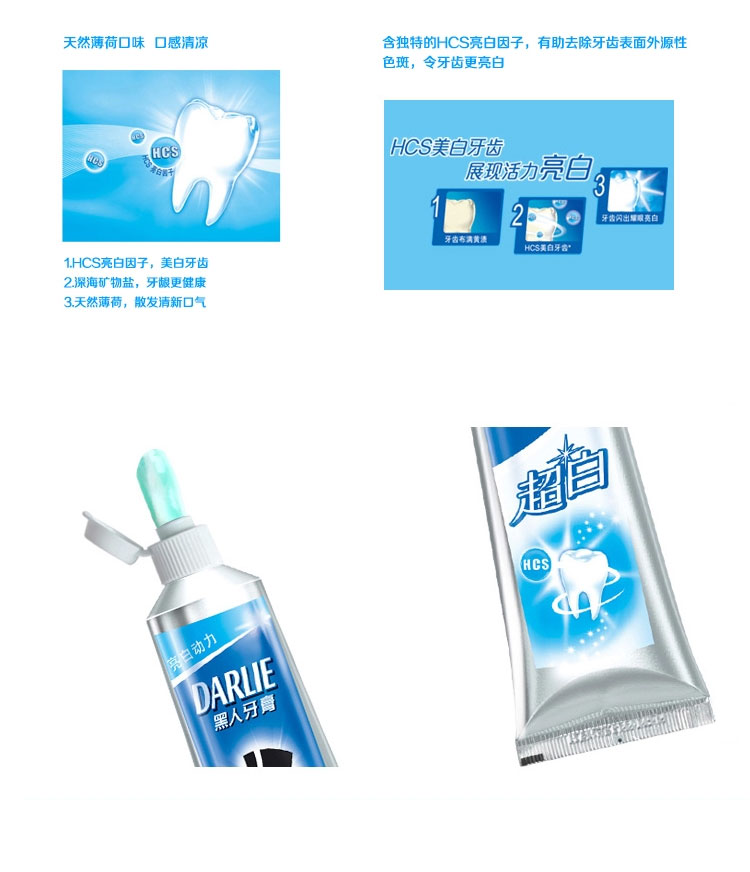 天然薄荷口味 口感清凉
HCS
HCS
HCS
HCS 美白因子
1.HCS亮白因子，美白牙齿
2.深海矿物盐，牙龈更健康
3.天然薄荷，散发清新口气
含独特的HCS亮白因子，有助去除牙齿表面外源性
色斑，令牙齿更亮白
HCS美白牙齿
展现活力亮白
1
牙齿布满黄渍
2
HCS美白牙齿*
3
牙齿闪出耀眼亮白
亮白动力
DARLIE
黑人牙膏
超白
HCS